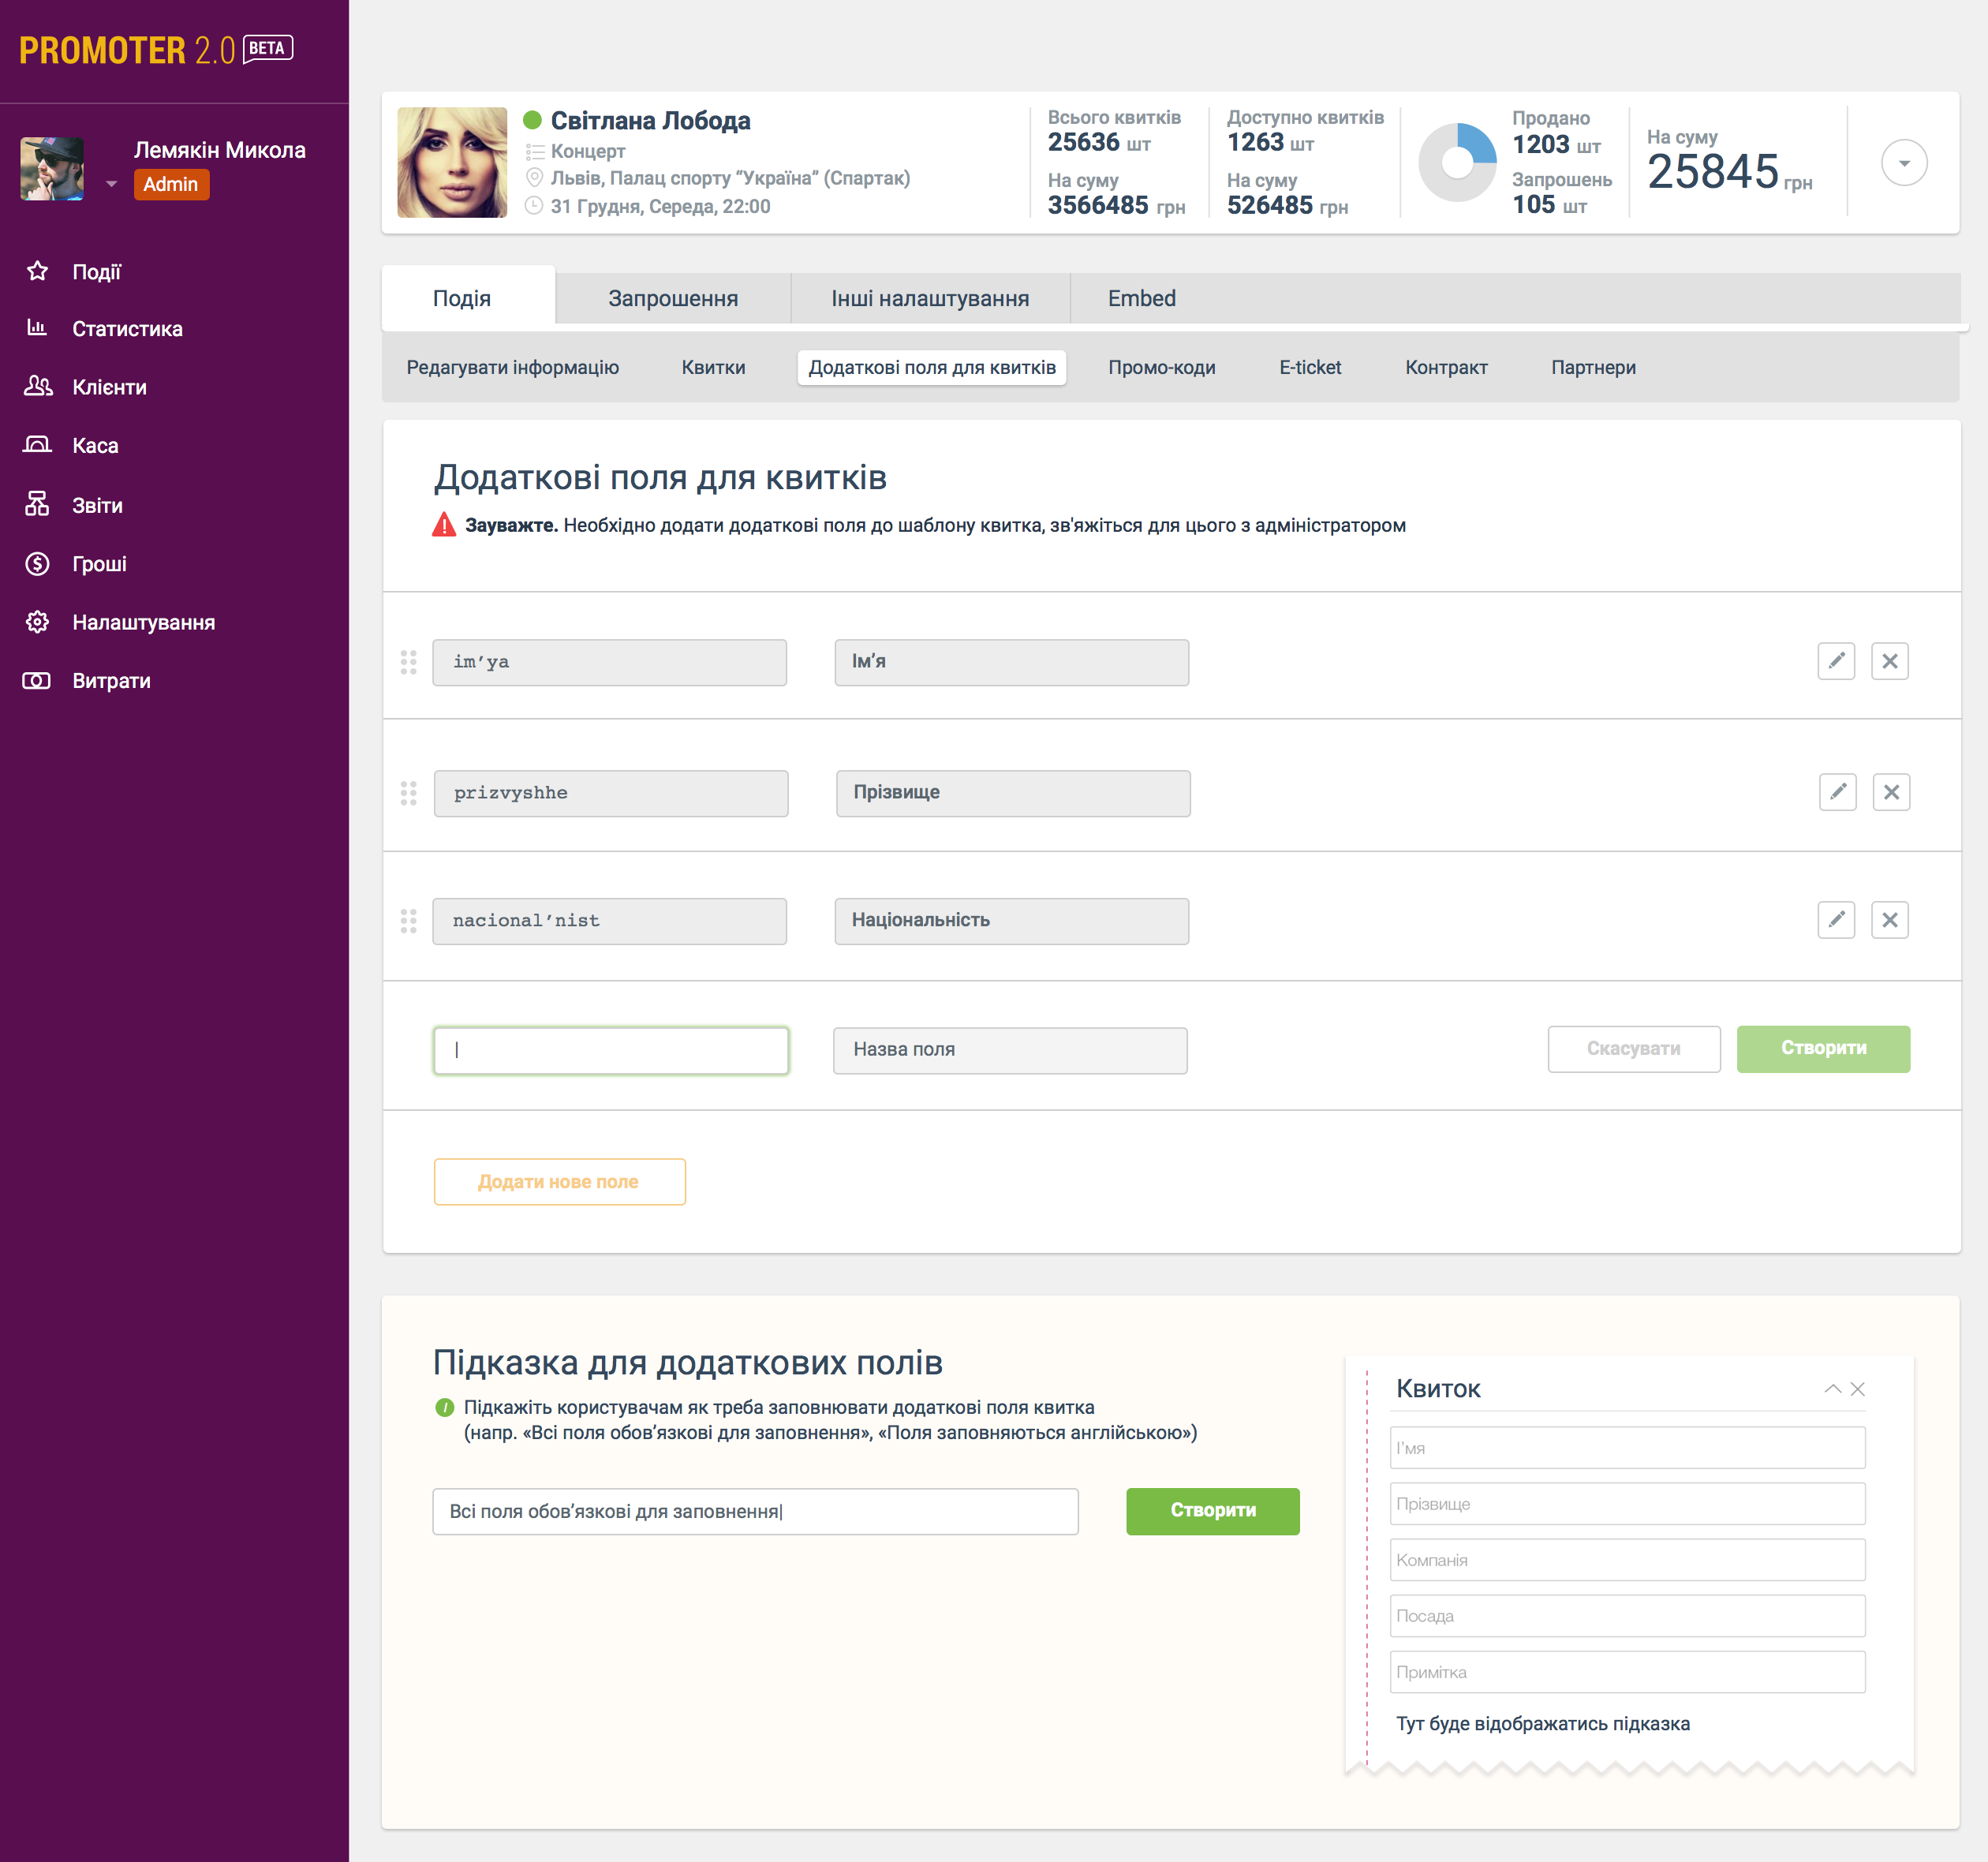 PROMOTER 2.0 BETA
Лемякін Микола
Admin
Події
Статистика
Клієнти
Каса
Звіти
Гроші
Налаштування
Витрати
Світлана Лобода
Концерт
Львів, Палац спорту “Україна” (Спартак)
31 Грудня, Середа, 22:00
Всього квитків
25636 шт
На суму
3566485 грн
Доступно квитків
1263 шт
На суму
526485 грн
Продано
1203 шт
Запрошень
105 шт
На суму
25845 грн
Подія
Запрошення
Інші налаштування
Embed
Редагувати інформацію
Квитки
Додаткові поля для квитків
Промо-коди
E-ticket
Контракт
Партнери
Додаткові поля для квитків
Зауважте. Необхідно додати додаткові поля до шаблону квитка, зв'яжіться для цього з адміністратором
im’ya
Ім’я
prizvyshhe
Прізвище
nacional’nist
Національність
Назва поля
Скасувати
Створити
Додати нове поле
Підказка для додаткових полів
Підкажіть користувачам як треба заповнювати додаткові поля квитка
(напр. «Всі поля обов’язкові для заповнення», «Поля заповняються англійською»)
Всі поля обов’язкові для заповнення
Створити
Квиток
І'мя
Прізвище
Компанія
Посада
Примітка
Тут буде відображатись підказка